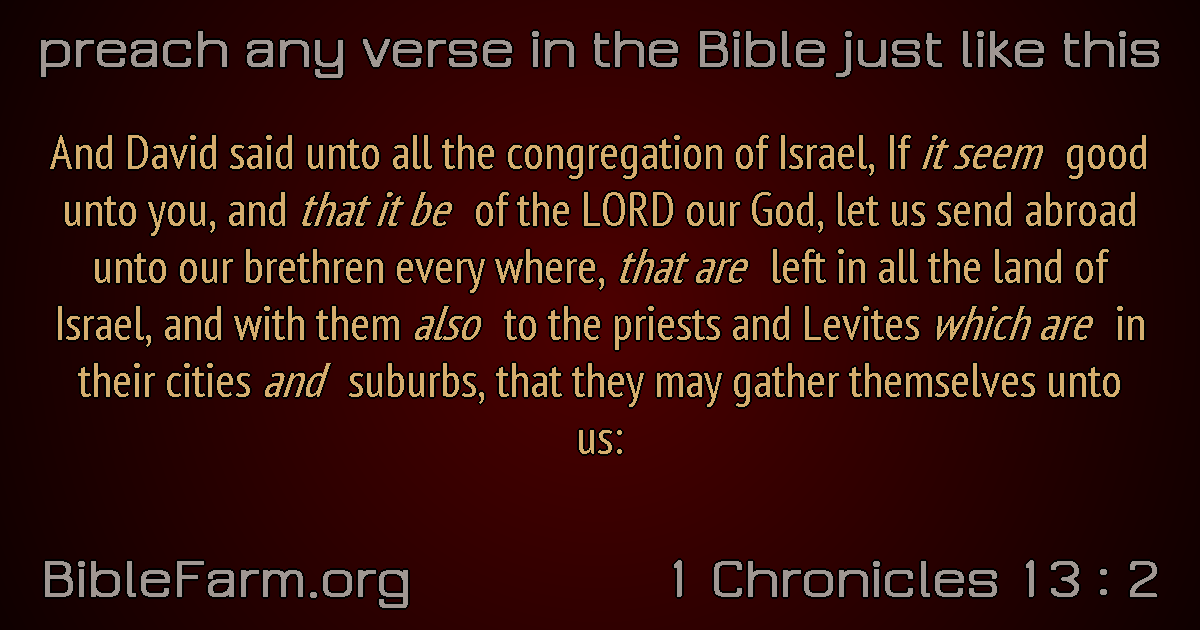 preach any verse in the Bible just like this
And David said unto all the congregation of Israel, If it seem good
unto you, and that it be of the LORD our God, let us send abroad
unto our brethren every where, that are left in all the land of
Israel, and with them also to the priests and Levites which are in
their cities and suburbs, that they may gather themselves unto
us:
BibleFarm.org
1 Chronicles 13 : 2